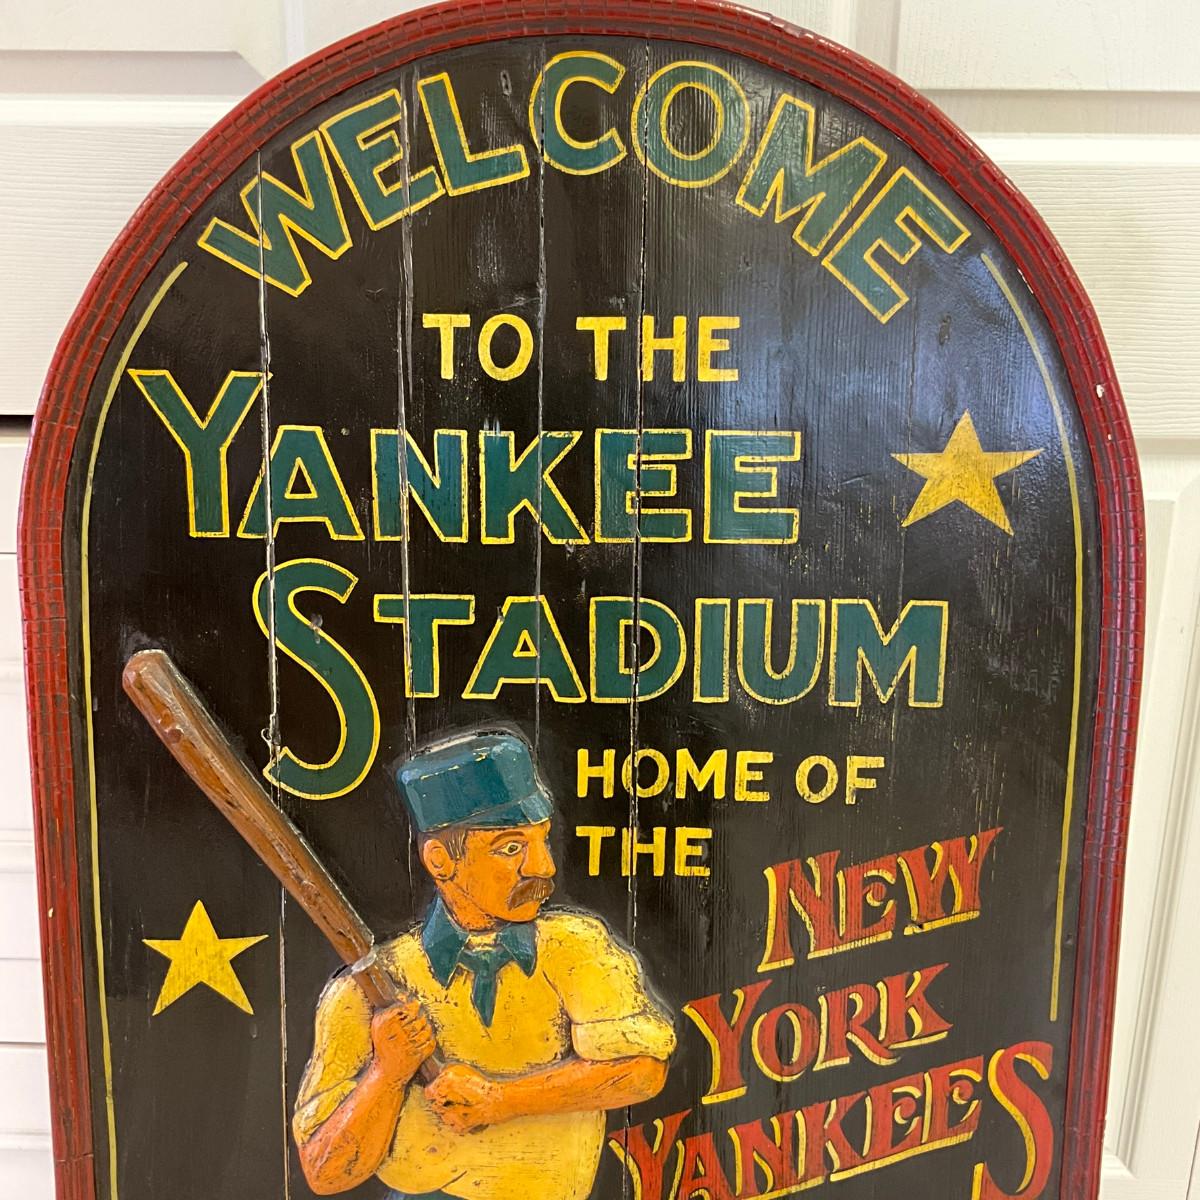 WELCOME
TO THE
YANKEE
STADIUM
HOME OF
THE
NEW
YORK
YANKEES